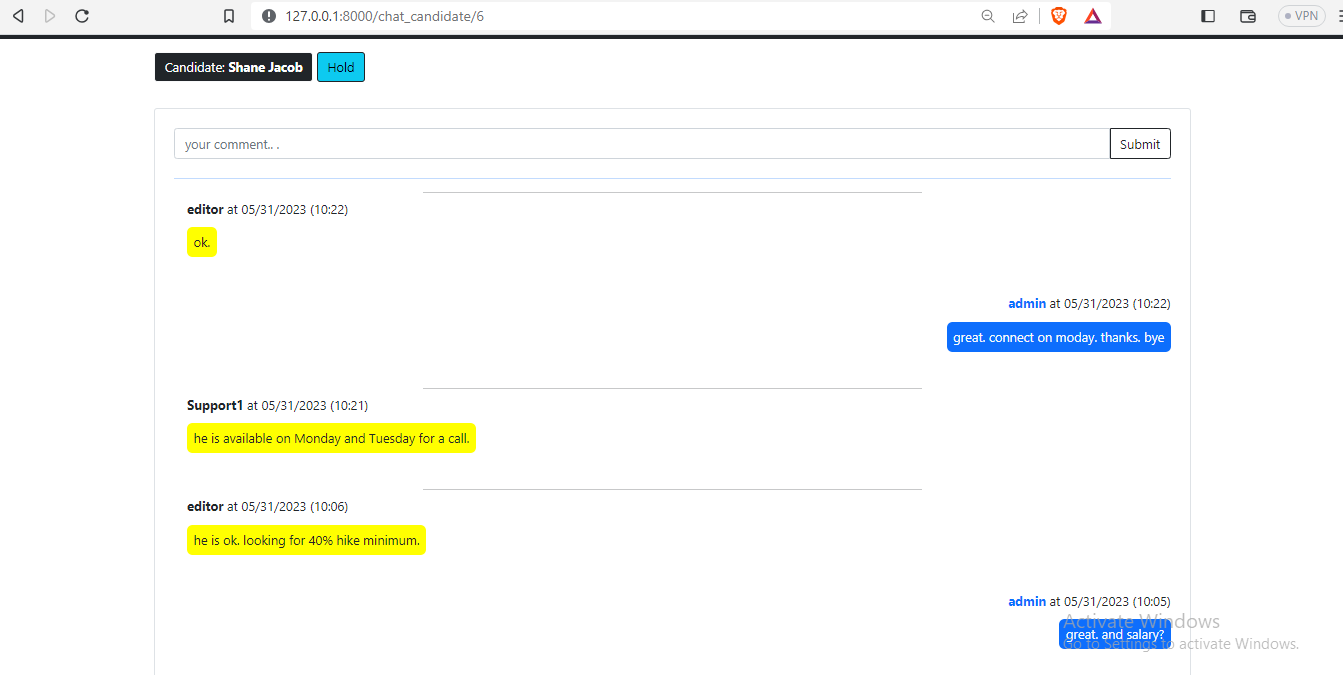 127.0.0.1:8000/chat_candidate/6
VPN
Candidate: Shane Jacob
Hold
your comment.. .
Submit
editor at 05/31/2023 (10:22)
ok.
admin at 05/31/2023 (10:22)
great. connect on moday. thanks. bye
Support1 at 05/31/2023 (10:21)
he is available on Monday and Tuesday for a call.
editor at 05/31/2023 (10:06)
he is ok. looking for 40% hike minimum.
admin at 05/31/2023 (10:05)
great. and salary?
Activate Windows
Go to Settings to activate Windows.